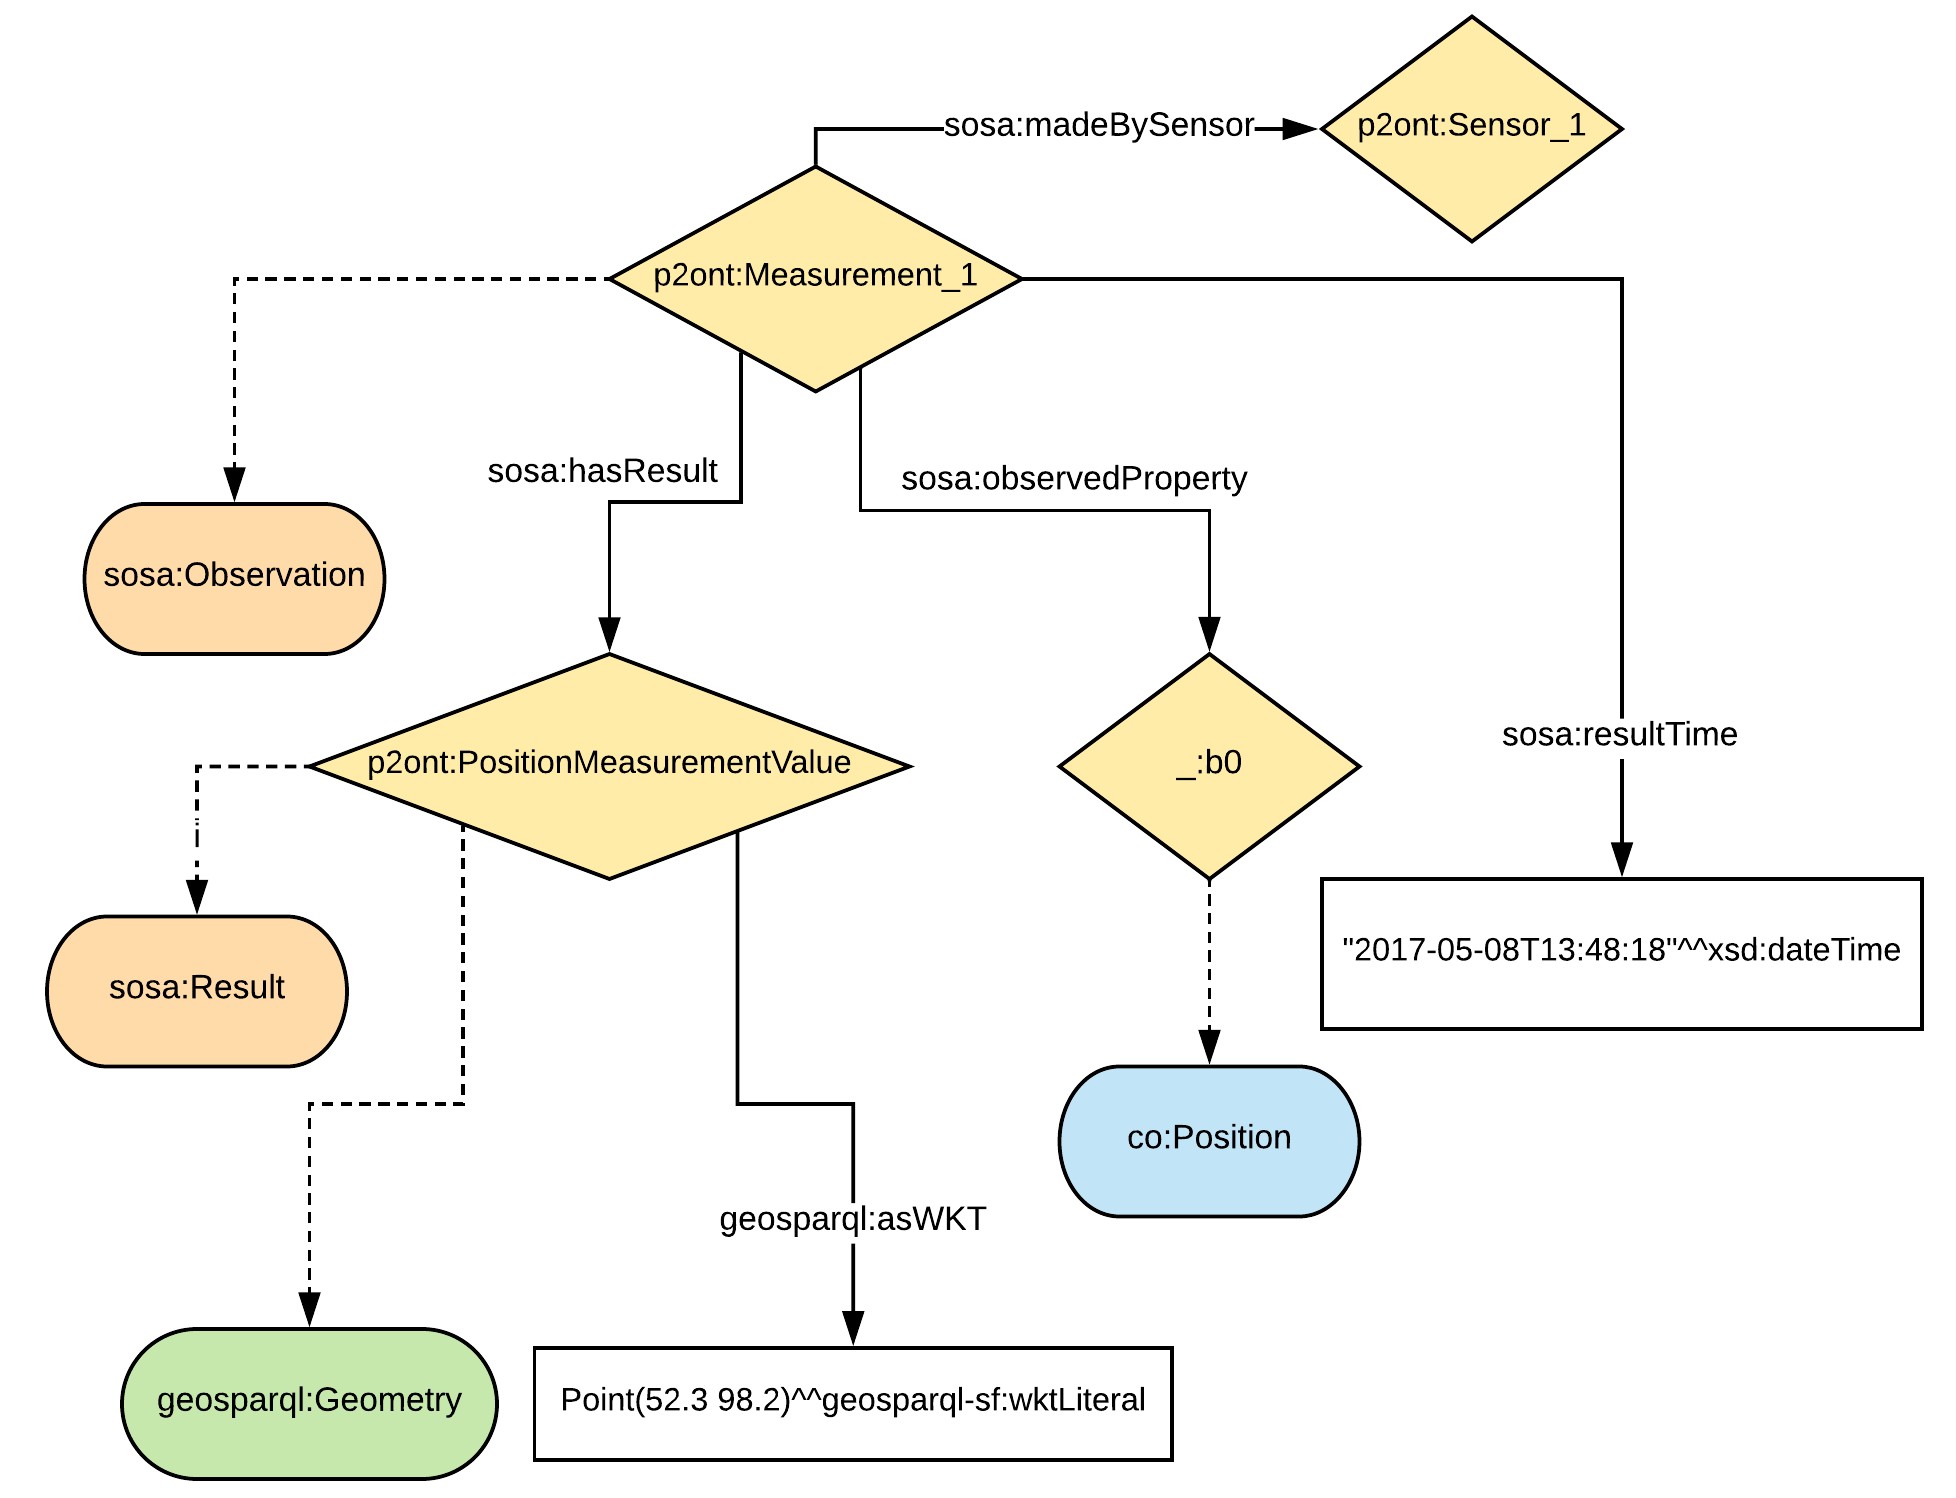 sosa:madeBySensor
p2ont:Sensor_1
p2ont:Measurement_1
sosa:hasResult
sosa:observedProperty
sosa:Observation
sosa:resultTime
p2ont:PositionMeasurementValue
_:b0
"2017-05-08T13:48:18"^^xsd:dateTime
sosa:Result
co:Position
geosparql:asWKT
geosparql:Geometry
Point(52.3 98.2)^^geosparql-sf:wktLiteral